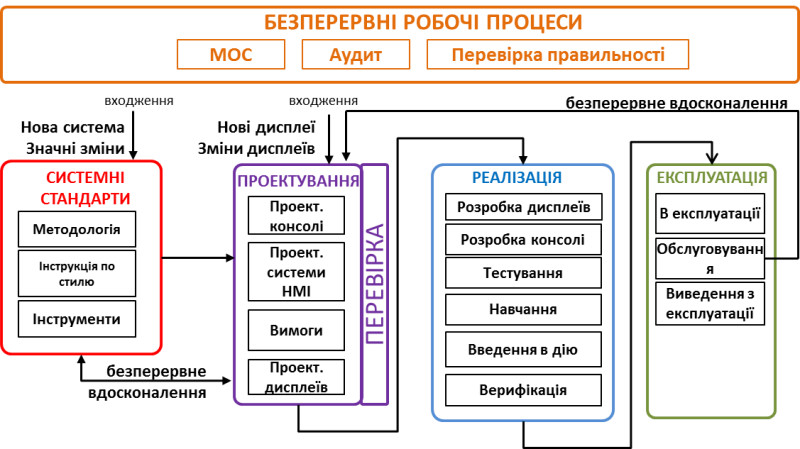 БЕЗПЕРЕРВНІ РОБОЧІ ПРОЦЕСИ
МОС
Аудит
Перевірка правильності
входження
Нова система
Значні зміни
входження
Нові дисплеї
Зміни дисплеїв
безперервне вдосконалення
СИСТЕМНІ
СТАНДАРТИ
Методологія
Інструкція по
стилю
Інструменти
безперервне
вдосконалення
ПРОЕКТУВАННЯ
Проект.
консолі
Проект.
системи
НМІ
Вимоги
Проект.
дисплеїв
ПЕРЕВІРКА
РЕАЛІЗАЦІЯ
Розробка дисплеїв
Розробка консолі
Тестування
Навчання
Введення в дію
Верифікація
ЕКСПЛУАТАЦІЯ
В експлуатації
Обслуговуванн
я
Виведення з
експлуатації